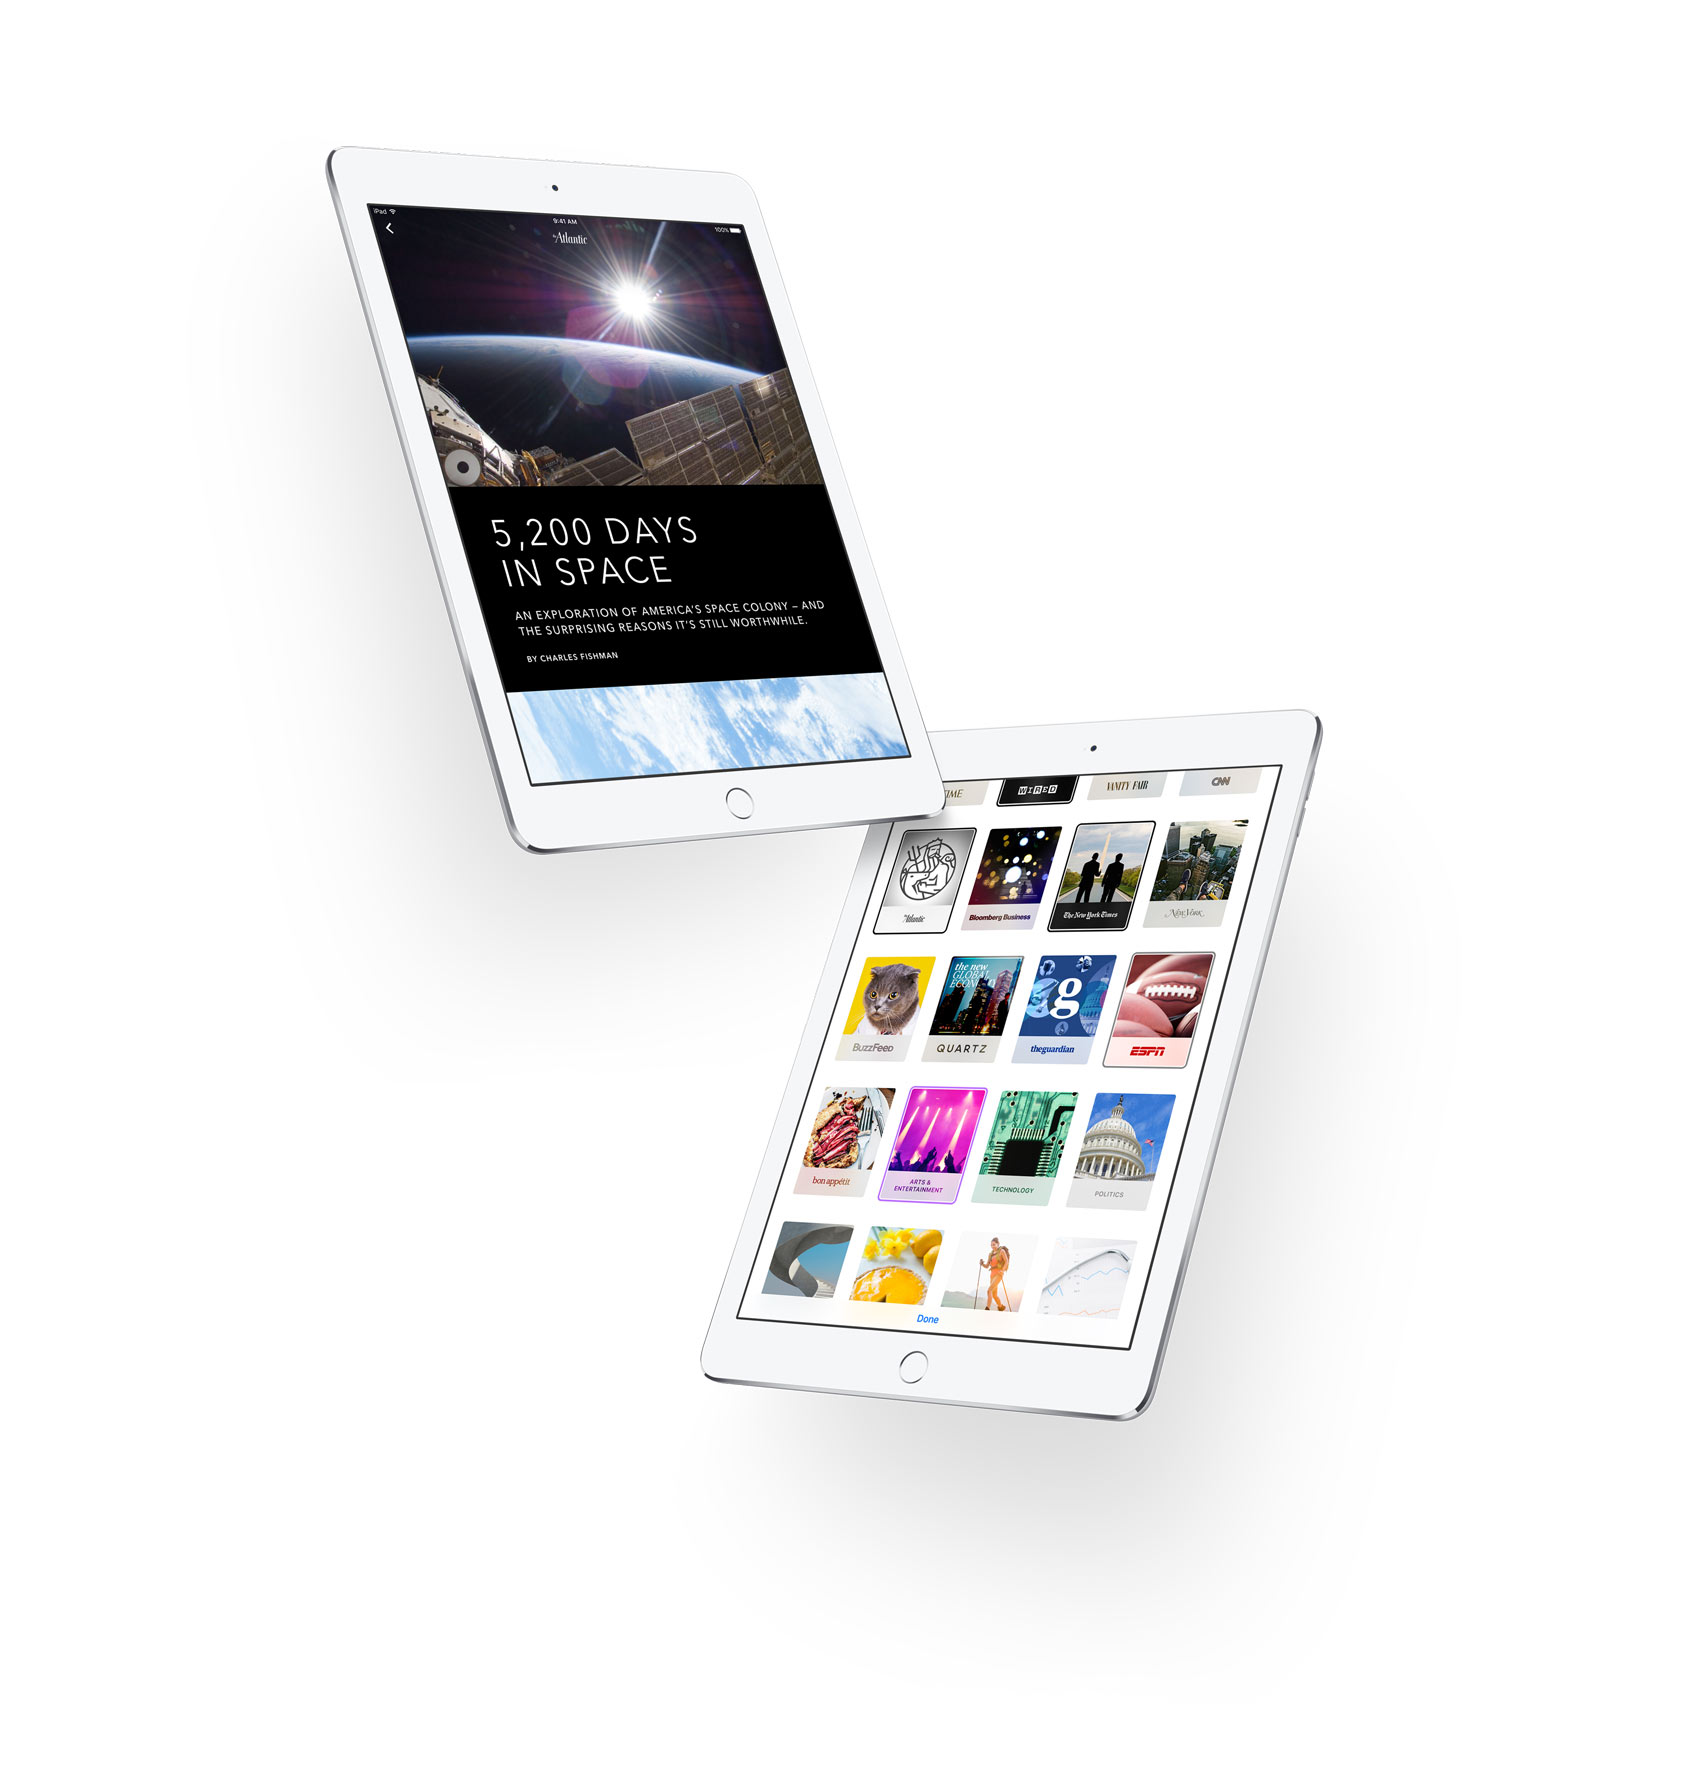 iPad
9:41 AM
100%
The Atlantic
5,200 DAYS
IN SPACE
AN EXPLORATION OF AMERICA'S SPACE COLONY – AND
THE SURPRISING REASONS IT'S STILL WORTHWHILE.
BY CHARLES FISHMAN
TIME
WIRED
VANITY FAIR
CNN
The Atlantic
Bloomberg Business
The New York Times
NEW YORK
the new
GLOBAL
ECON
g
BuzzFeed
QUARTZ
theguardian
ESPN
bon appétit
ARTS &
ENTERTAINMENT
TECHNOLOGY
POLITICS
Done